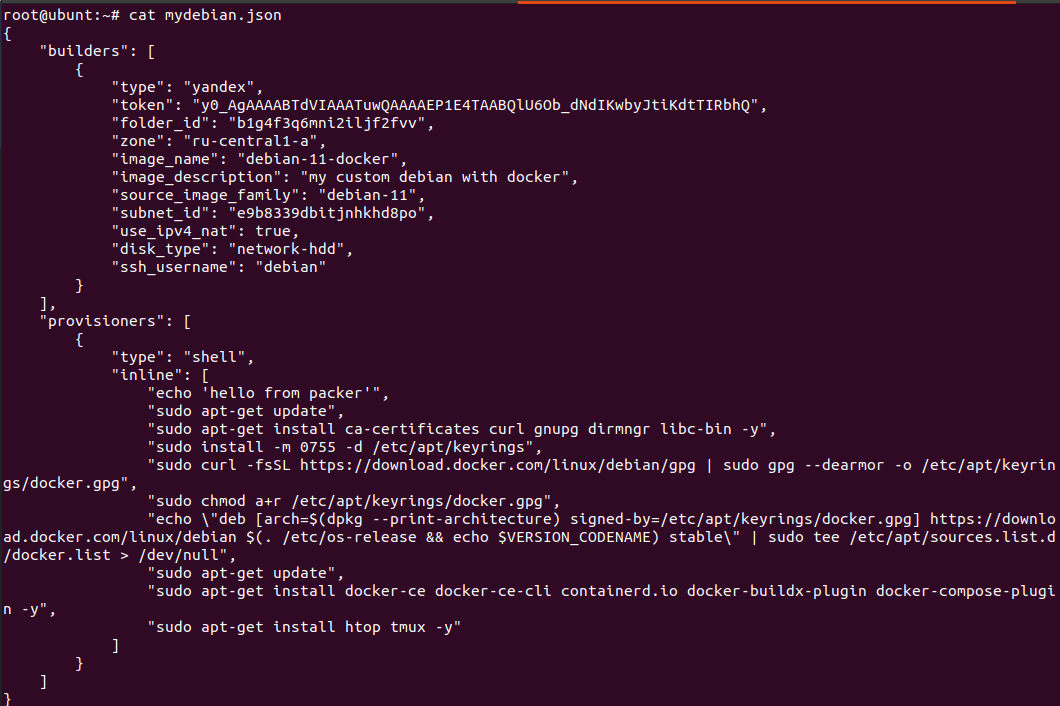 root@ubunt:~# cat mydebian.json
{
    "builders": [
        {
            "type": "yandex",
            "token": "y0_AgAAAABTdVIAAATuwQAAAAEP1E4TAABQlU6Ob_dNdIKwbyJtiKdtTIRbhQ",
            "folder_id": "b1g4f3q6mni2iljf2fvv",
            "zone": "ru-central1-a",
            "image_name": "debian-11-docker",
            "image_description": "my custom debian with docker",
            "source_image_family": "debian-11",
            "subnet_id": "e9b8339dbitjnhkhd8po",
            "use_ipv4_nat": true,
            "disk_type": "network-hdd",
            "ssh_username": "debian"
        }
    ],
    "provisioners": [
        {
            "type": "shell",
            "inline": [
                "echo 'hello from packer'",
                "sudo apt-get update",
                "sudo apt-get install ca-certificates curl gnupg dirmngr libc-bin -y",
                "sudo install -m 0755 -d /etc/apt/keyrings",
                "sudo curl -fsSL https://download.docker.com/linux/debian/gpg | sudo gpg --dearmor -o /etc/apt/keyrin
gs/docker.gpg",
                "sudo chmod a+r /etc/apt/keyrings/docker.gpg",
                "echo \"deb [arch=$(dpkg --print-architecture) signed-by=/etc/apt/keyrings/docker.gpg] https://downlo
ad.docker.com/linux/debian $(. /etc/os-release && echo $VERSION_CODENAME) stable\" | sudo tee /etc/apt/sources.list.d
/docker.list > /dev/null",
                "sudo apt-get update",
                "sudo apt-get install docker-ce docker-ce-cli containerd.io docker-buildx-plugin docker-compose-plugi
n -y",
                "sudo apt-get install htop tmux -y"
            ]
        }
    ]
}